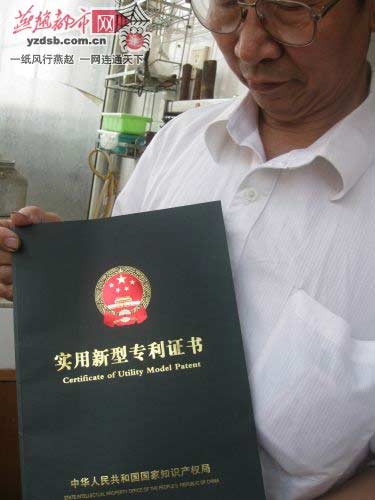 燕趙都市网
yzdsb.com.cn
一纸风行燕赵 一网连通天下
实用新型专利证书
Certificate of Utility Model Patent
中华人民共和国国家知识产权局
STATE INTELLECTUAL PROPERTY OFFICE OF THE PEOPLE'S REPUBLIC OF CHINA